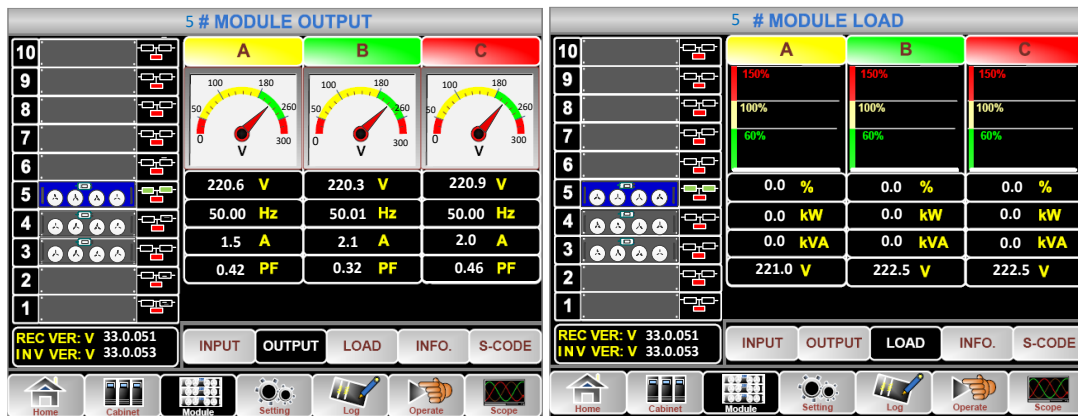 5 # MODULE OUTPUT
10
9
8
7
6
5
4
3
2
1
A B C
0 50 100 180 260 300 V
0 50 100 180 260 300 V
0 50 100 180 260 300 V
220.6 V 220.3 V 220.9 V
50.00 Hz 50.01 Hz 50.00 Hz
1.5 A 2.1 A 2.0 A
0.42 PF 0.32 PF 0.46 PF
REC VER: V 33.0.051
INV VER: V 33.0.053
INPUT OUTPUT LOAD INFO. S-CODE
Home Cabinet Module Setting Log Operate Scope
5 # MODULE LOAD
10
9
8
7
6
5
4
3
2
1
A B C
150% 150% 150%
100% 100% 100%
60% 60% 60%
0.0 % 0.0 % 0.0 %
0.0 kW 0.0 kW 0.0 kW
0.0 kVA 0.0 kVA 0.0 kVA
221.0 V 222.5 V 222.5 V
REC VER: V 33.0.051
INV VER: V 33.0.053
INPUT OUTPUT LOAD INFO. S-CODE
Home Cabinet Module Setting Log Operate Scope